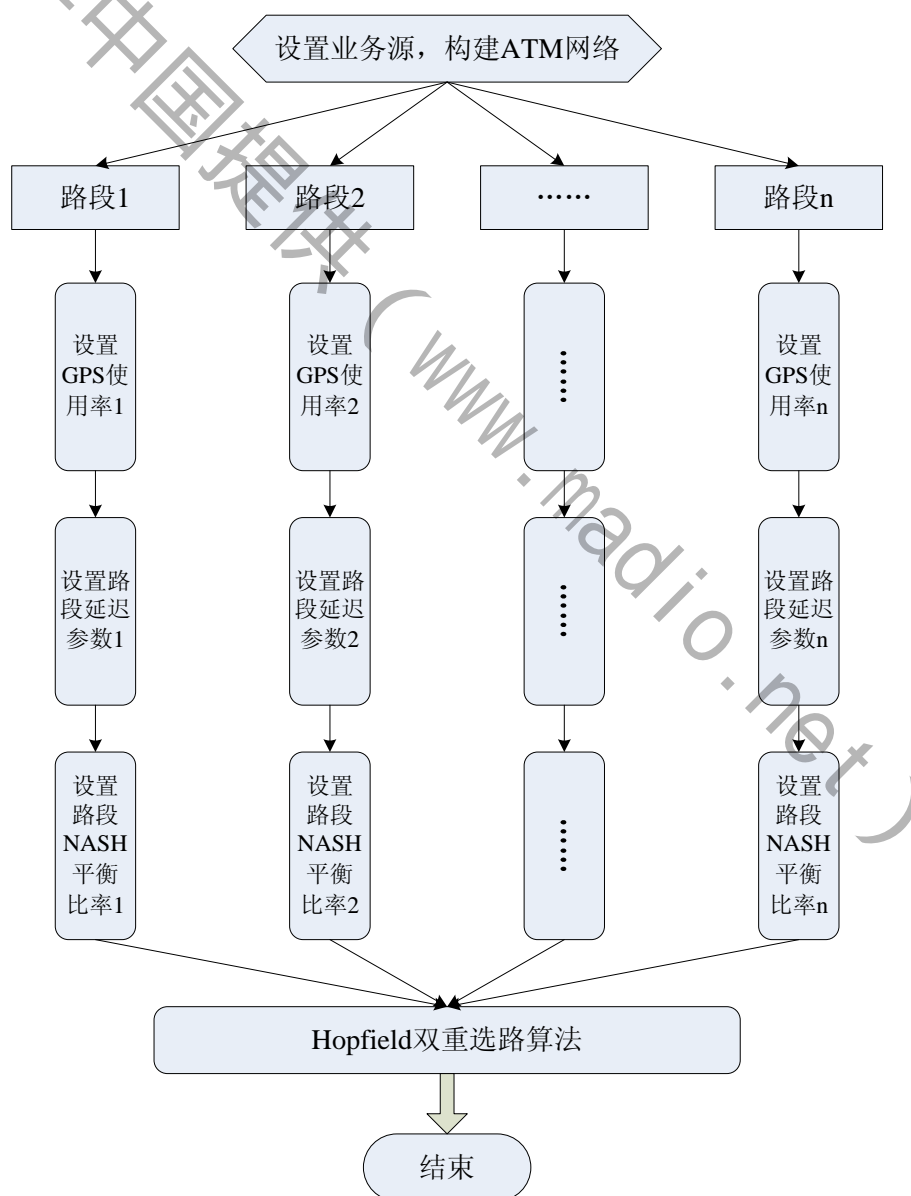 设置业务源，构建ATM网络
路段1
路段2
……
路段n
设置
GPS使
用率1
设置
GPS使
用率2
……
设置
GPS使
用率n
设置路
段延迟
参数1
设置路
段延迟
参数2
……
设置路
段延迟
参数n
设置
路段
NASH
平衡
比率1
设置
路段
NASH
平衡
比率2
……
设置
路段
NASH
平衡
比率n
Hopfield双重选路算法
结束
中国提供（www.madio.net）